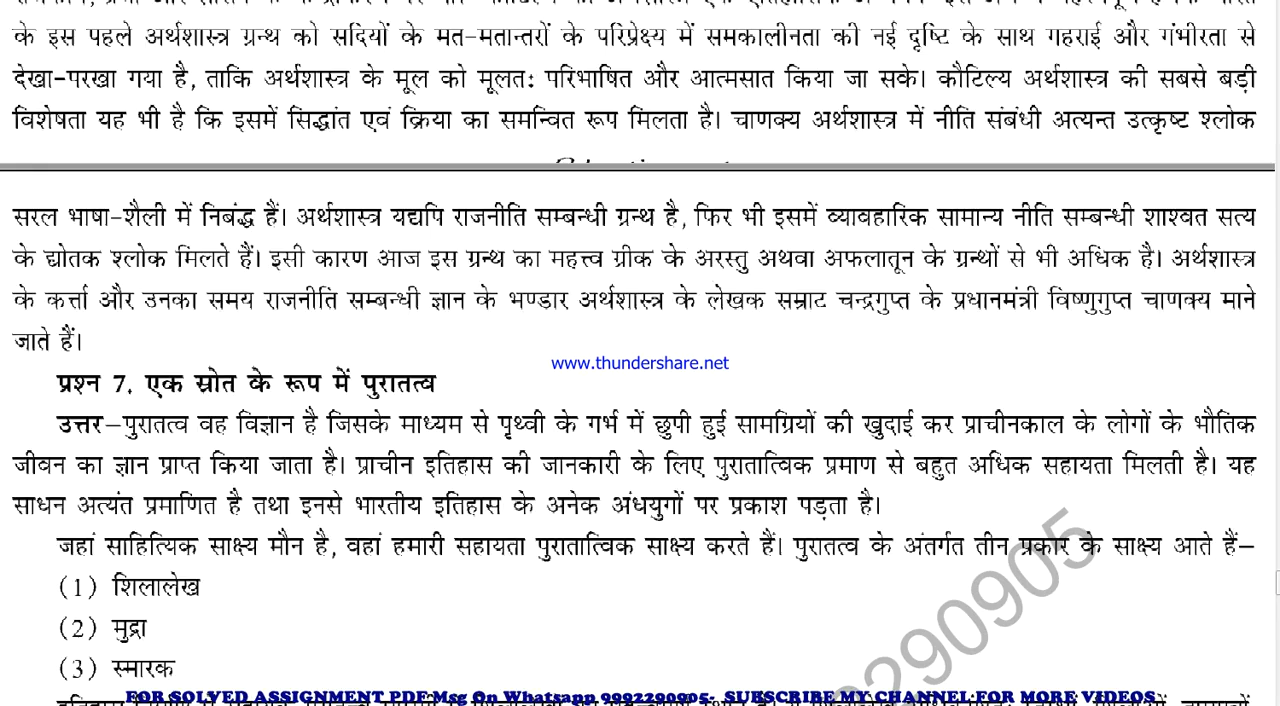 के इस पहले अर्थशास्त्र ग्रन्थ को सदियों के मत-मतान्तरों के परिप्रेक्ष्य में समकालीनता की नई दृष्टि के साथ गहराई और गंभीरता से
देखा-परखा गया है, ताकि अर्थशास्त्र के मूल को मूलतः परिभाषित और आत्मसात किया जा सके। कौटिल्य अर्थशास्त्र की सबसे बड़ी
विशेषता यह भी है कि इसमें सिद्धांत एवं क्रिया का समन्वित रूप मिलता है। चाणक्य अर्थशास्त्र में नीति संबंधी अत्यन्त उत्कृष्ट श्लोक
सरल भाषा-शैली में निबंद्ध हैं। अर्थशास्त्र यद्यपि राजनीति सम्बन्धी ग्रन्थ है, फिर भी इसमें व्यावहारिक सामान्य नीति सम्बन्धी शाश्वत सत्य
के द्योतक श्लोक मिलते हैं। इसी कारण आज इस ग्रन्थ का महत्त्व ग्रीक के अरस्तु अथवा अफलातून के ग्रन्थों से भी अधिक है। अर्थशास्त्र
के कर्त्ता और उनका समय राजनीति सम्बन्धी ज्ञान के भण्डार अर्थशास्त्र के लेखक सम्राट चन्द्रगुप्त के प्रधानमंत्री विष्णुगुप्त चाणक्य माने
जाते हैं।
www.thundershare.net
प्रश्न 7. एक स्रोत के रूप में पुरातत्व
उत्तर–पुरातत्व वह विज्ञान है जिसके माध्यम से पृथ्वी के गर्भ में छुपी हुई सामग्रियों की खुदाई कर प्राचीनकाल के लोगों के भौतिक
जीवन का ज्ञान प्राप्त किया जाता है। प्राचीन इतिहास की जानकारी के लिए पुरातात्विक प्रमाण से बहुत अधिक सहायता मिलती है। यह
साधन अत्यंत प्रमाणित है तथा इनसे भारतीय इतिहास के अनेक अंधयुगों पर प्रकाश पड़ता है।
जहां साहित्यिक साक्ष्य मौन है, वहां हमारी सहायता पुरातात्विक साक्ष्य करते हैं। पुरातत्व के अंतर्गत तीन प्रकार के साक्ष्य आते हैं–
(1) शिलालेख
(2) मुद्रा
(3) स्मारक
FOR SOLVED ASSIGNMENT PDF Msg On Whatsapp 9992290905- SUBSCRIBE MY CHANNEL FOR MORE VIDEOS